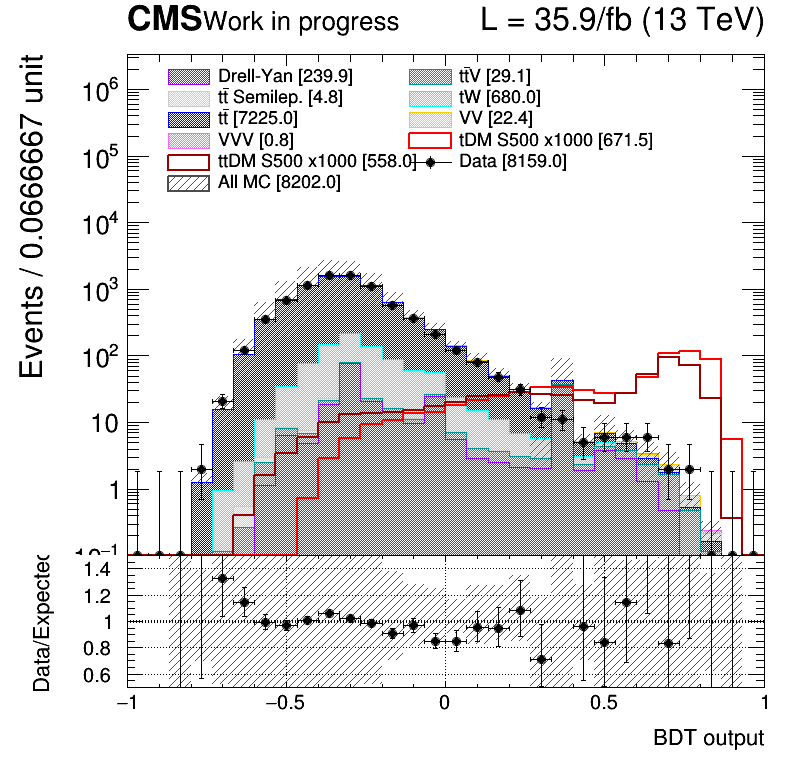 CMS Work in progress L = 35.9/fb (13 TeV)
Events / 0.0666667 unit
10⁶
10⁵
10⁴
10³
10²
10
1
10⁻¹
Drell-Yan [239.9]
tt̄V [29.1]
tt̄ Semilep. [4.8]
tW [680.0]
tt̄ [7225.0]
VV [22.4]
VVV [0.8]
tDM S500 x1000 [671.5]
ttDM S500 x1000 [558.0]
Data [8159.0]
All MC [8202.0]
Data/Expected
1.4
1.2
1
0.8
0.6
−1 −0.5 0 0.5 1
BDT output